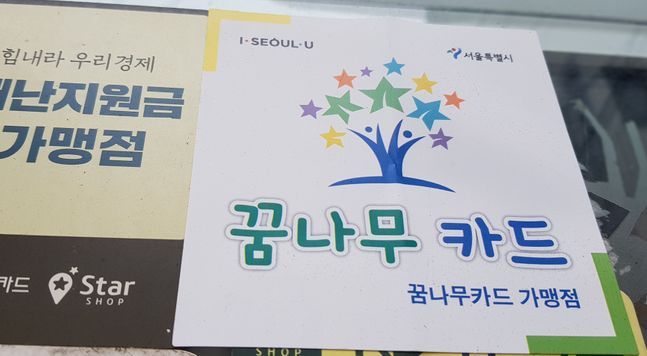 힘내라 우리경제
난지원금
가맹점
카드
Star
SHOP
I·SEOUL·U
서울특별시
꿈나무 카드
꿈나무카드 가맹점
SHOP